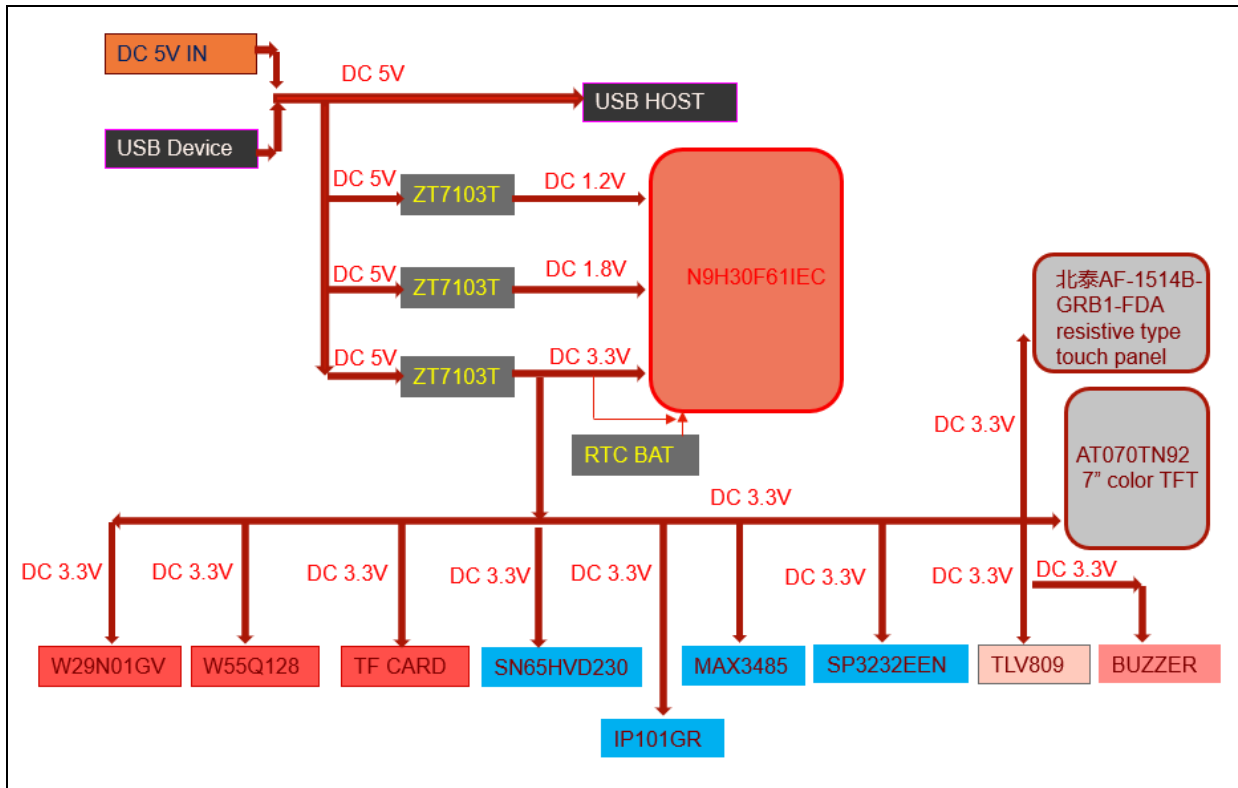 DC 5V IN
DC 5V
USB HOST
USB Device
DC 5V
ZT7103T
DC 1.2V
DC 5V
ZT7103T
DC 1.8V
N9H30F61IEC
DC 5V
ZT7103T
DC 3.3V
RTC BAT
北泰AF-1514B-
GRB1-FDA
resistive type
touch panel
DC 3.3V
AT070TN92
7” color TFT
DC 3.3V
DC 3.3V
DC 3.3V
DC 3.3V
DC 3.3V
DC 3.3V
DC 3.3V
DC 3.3V
DC 3.3V
DC 3.3V
W29N01GV
W55Q128
TF CARD
SN65HVD230
MAX3485
SP3232EEN
TLV809
BUZZER
IP101GR